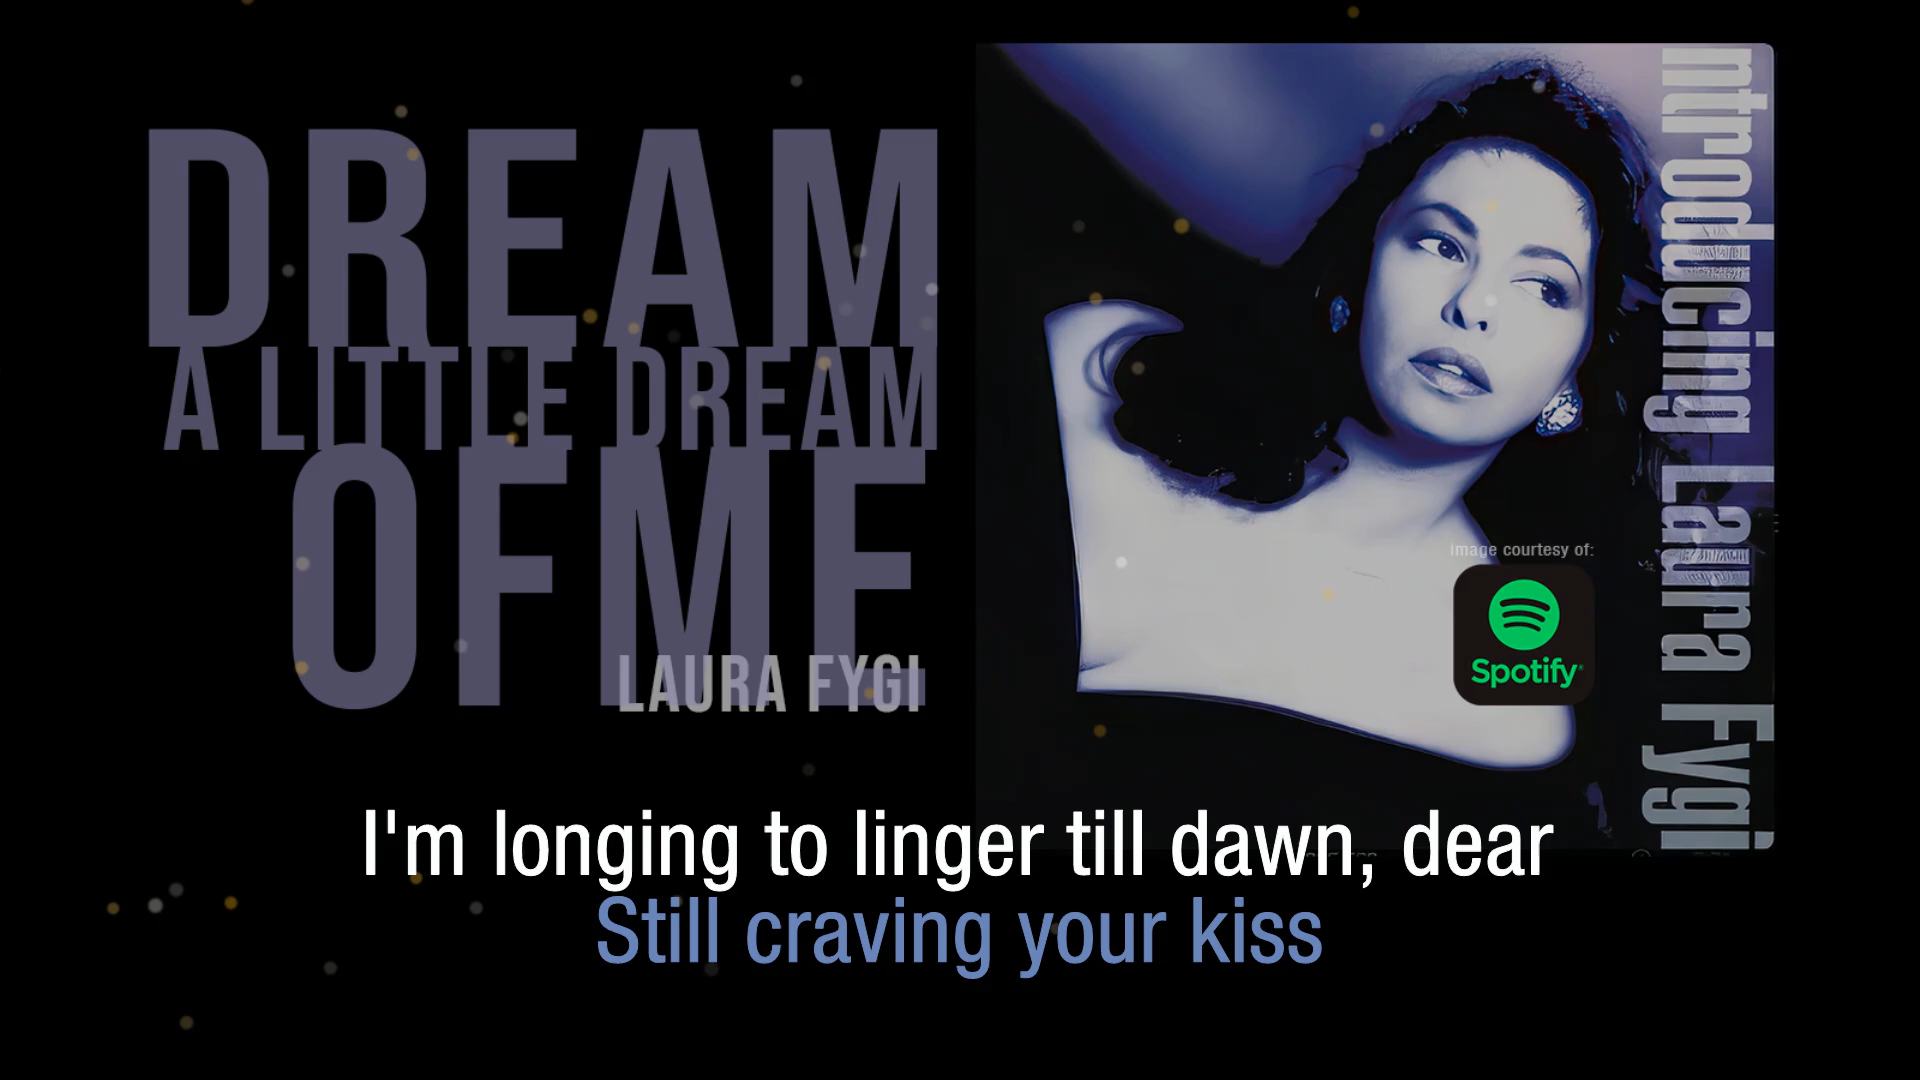 DREAM
A LITTLE DREAM
OF ME
LAURA FYGI
ntroducing Laura Fygi
image courtesy of:
Spotify
I'm longing to linger till dawn, dear
Still craving your kiss